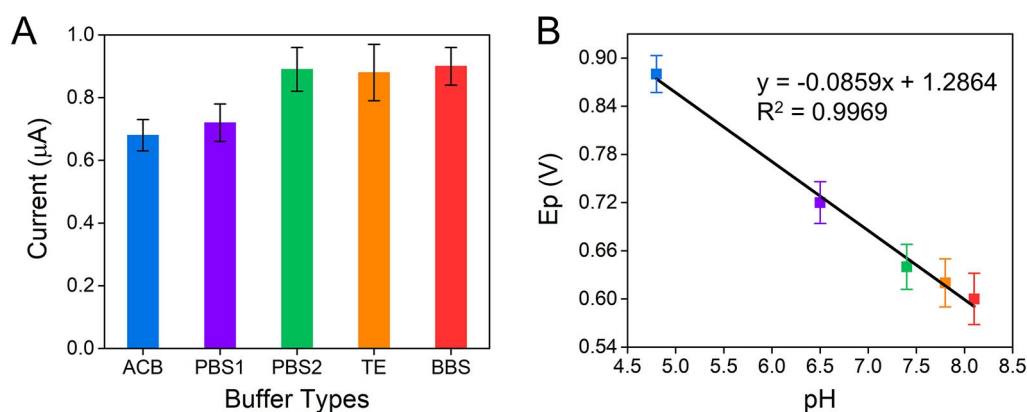 A
Current (μA)
1.0
0.8
0.6
0.4
0.2
0.0
ACB PBS1 PBS2 TE BBS
Buffer Types
B
Ep (V)
0.90
0.84
0.78
0.72
0.66
0.60
0.54
y = -0.0859x + 1.2864
R² = 0.9969
4.5 5.0 5.5 6.0 6.5 7.0 7.5 8.0 8.5
pH